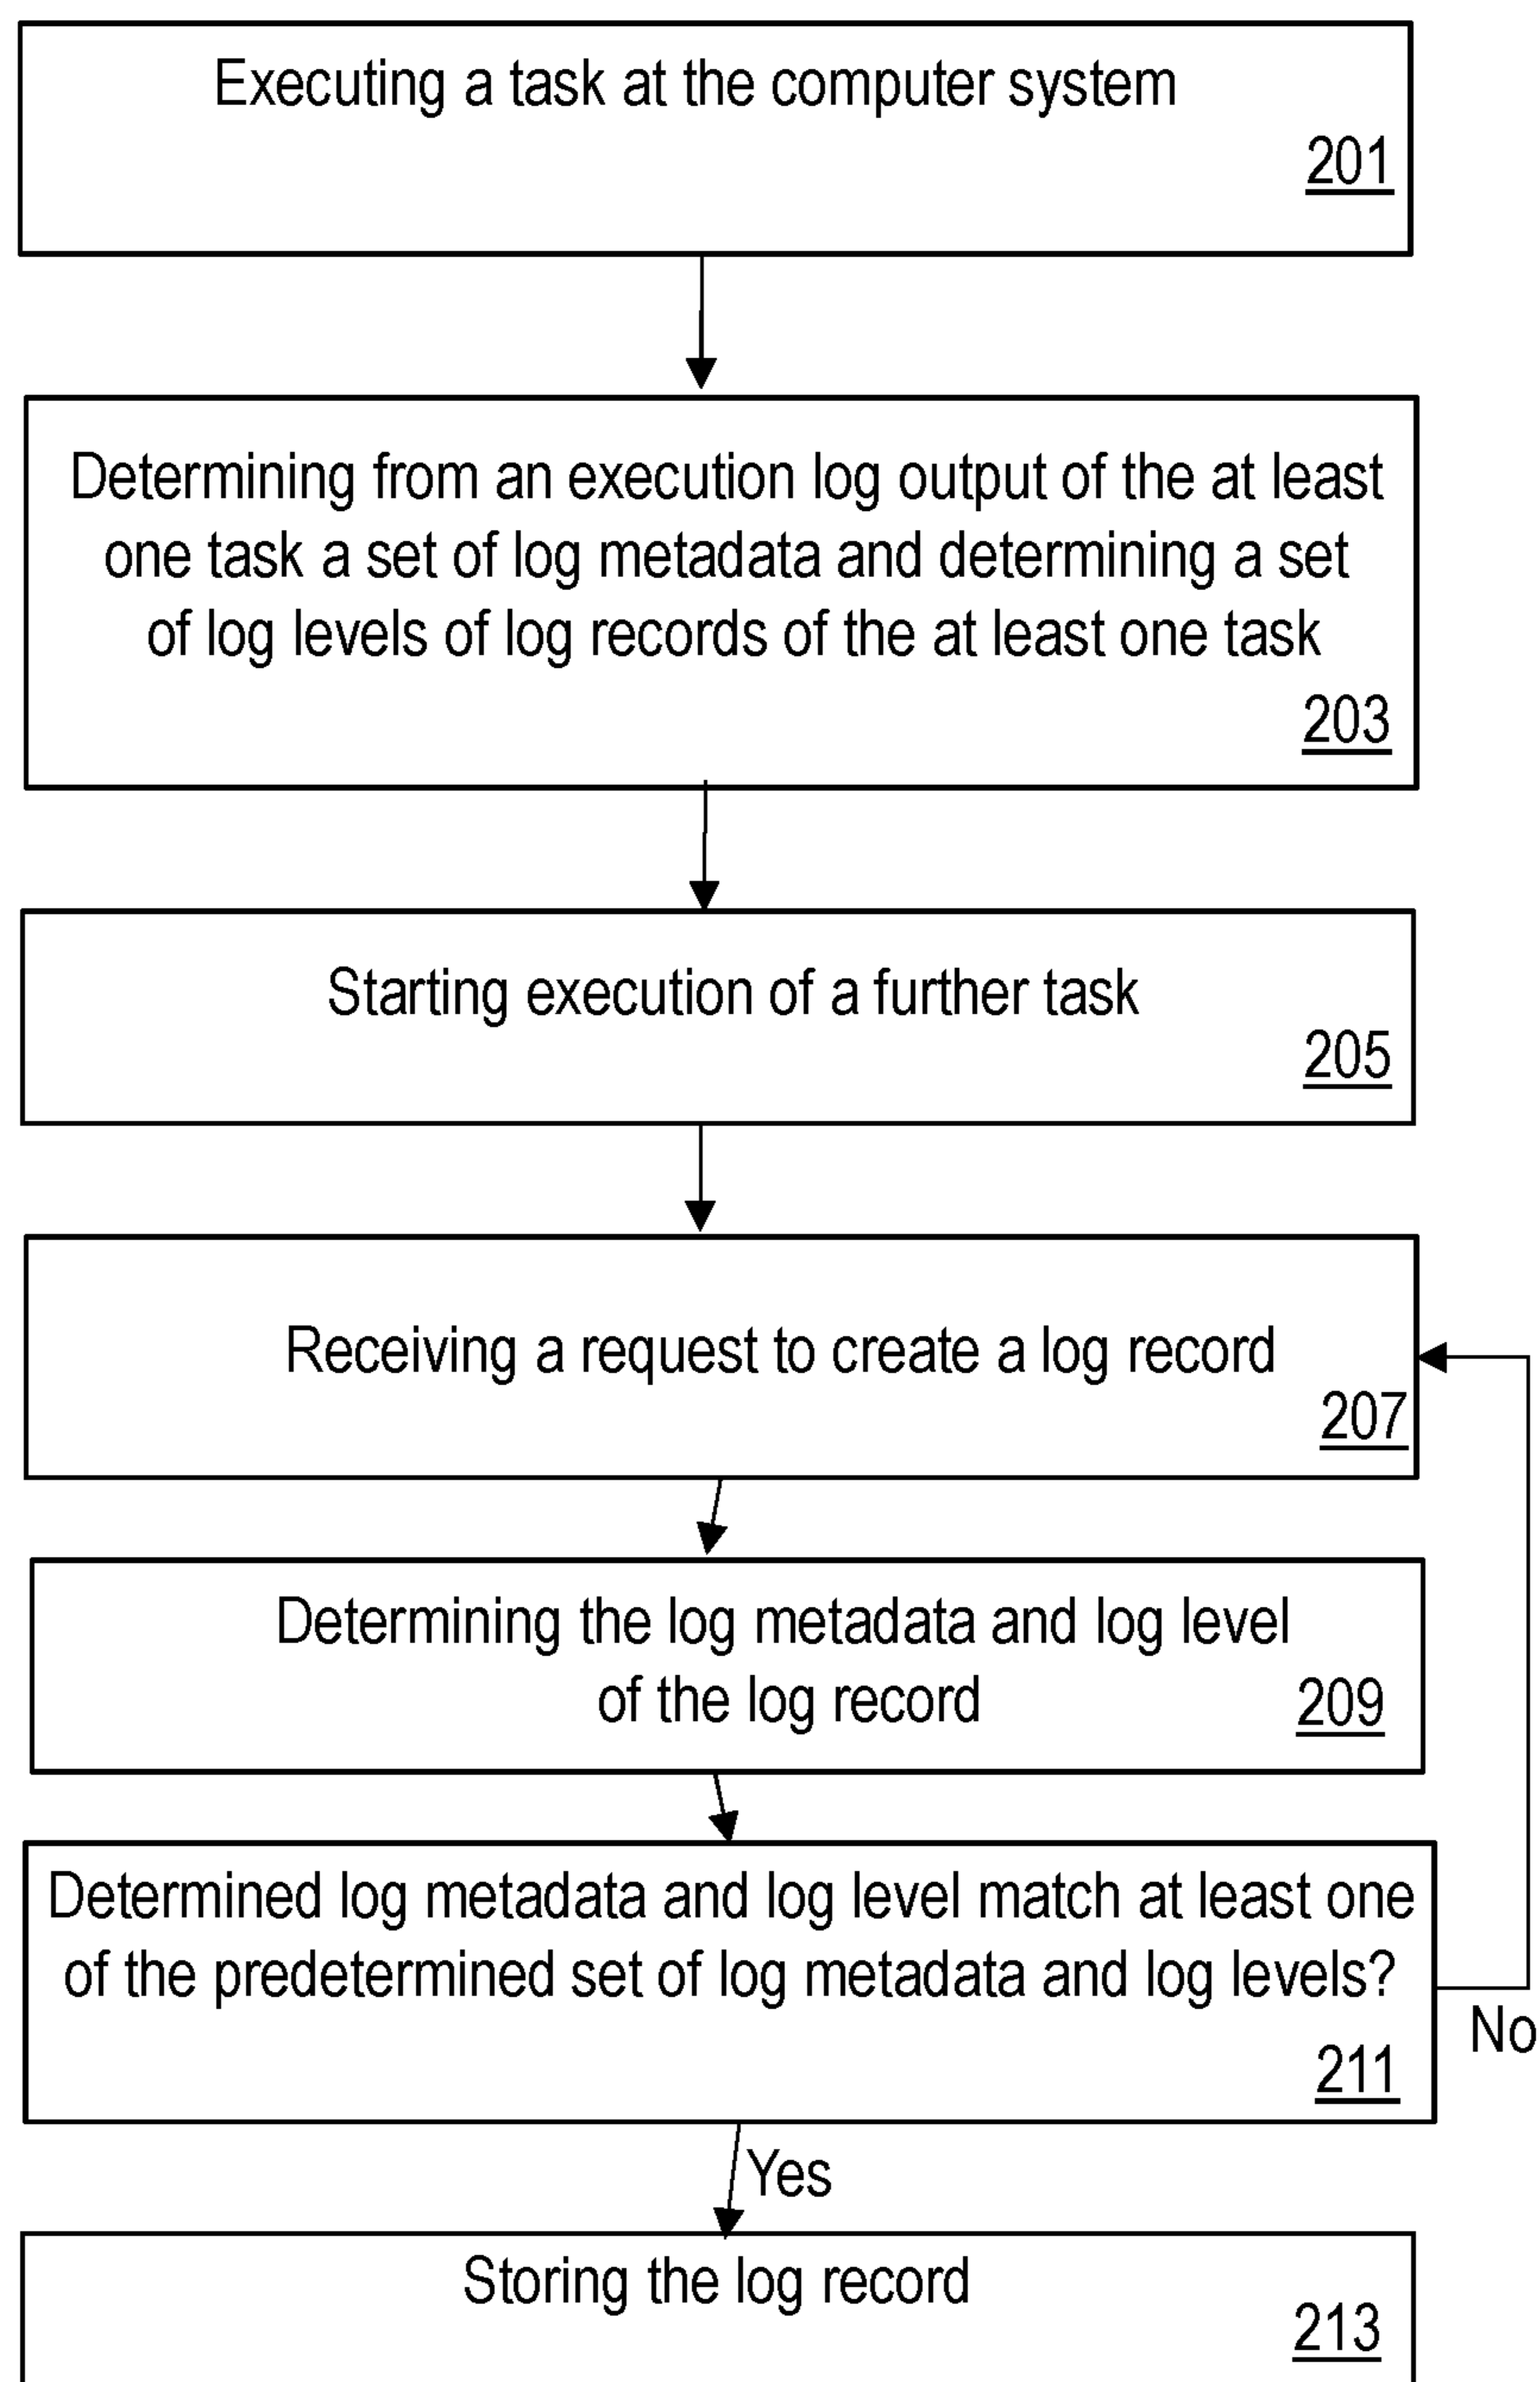 Executing a task at the computer system
201
Determining from an execution log output of the at least
one task a set of log metadata and determining a set
of log levels of log records of the at least one task
203
Starting execution of a further task
205
Receiving a request to create a log record
207
Determining the log metadata and log level
of the log record
209
Determined log metadata and log level match at least one
of the predetermined set of log metadata and log levels?
No
211
Yes
Storing the log record
213